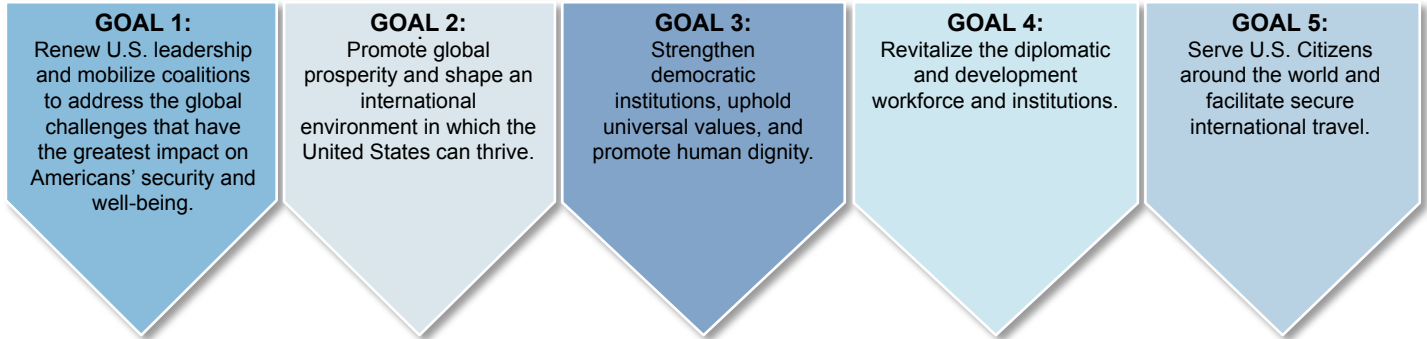 GOAL 1:
Renew U.S. leadership
and mobilize coalitions
to address the global
challenges that have
the greatest impact on
Americans’ security and
well-being.
GOAL 2:
Promote global
prosperity and shape an
international
environment in which the
United States can thrive.
GOAL 3:
Strengthen
democratic
institutions, uphold
universal values, and
promote human dignity.
GOAL 4:
Revitalize the diplomatic
and development
workforce and institutions.
GOAL 5:
Serve U.S. Citizens
around the world and
facilitate secure
international travel.